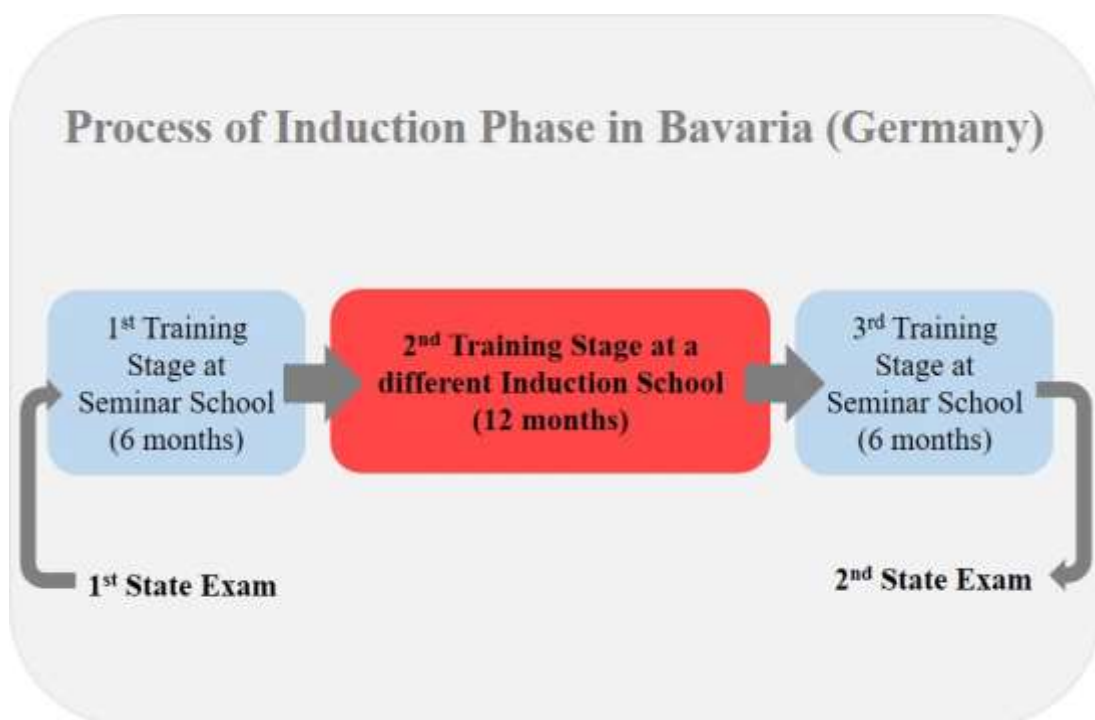 Process of Induction Phase in Bavaria (Germany)
1st Training
Stage at
Seminar School
(6 months)
2nd Training Stage at a
different Induction School
(12 months)
3rd Training
Stage at
Seminar School
(6 months)
1st State Exam
2nd State Exam